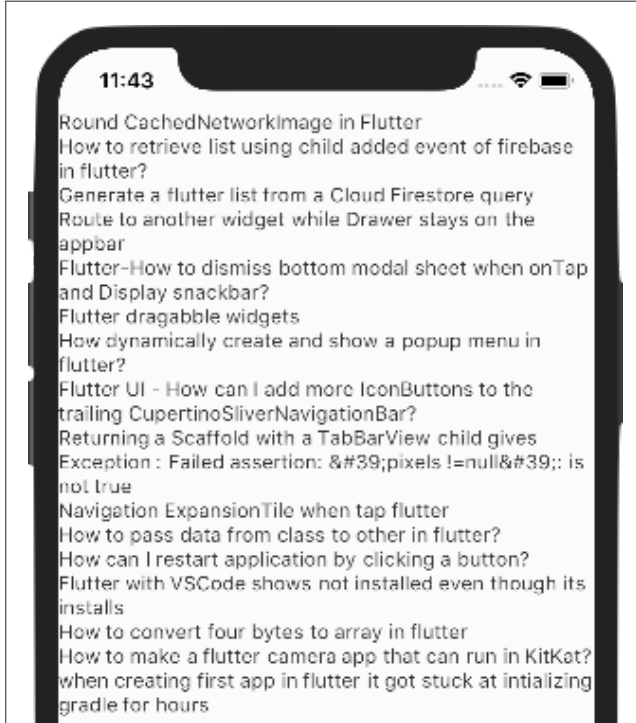 11:43
Round CachedNetworkImage in Flutter
How to retrieve list using child added event of firebase
in flutter?
Generate a flutter list from a Cloud Firestore query
Route to another widget while Drawer stays on the
appbar
Flutter-How to dismiss bottom modal sheet when onTap
and Display snackbar?
Flutter dragabble widgets
How dynamically create and show a popup menu in
flutter?
Flutter UI - How can I add more IconButtons to the
trailing CupertinoSliverNavigationBar?
Returning a Scaffold with a TabBarView child gives
Exception : Failed assertion: &#39;pixels !=null&#39;: is
not true
Navigation ExpansionTile when tap flutter
How to pass data from class to other in flutter?
How can I restart application by clicking a button?
Flutter with VSCode shows not installed even though its
installs
How to convert four bytes to array in flutter
How to make a flutter camera app that can run in KitKat?
when creating first app in flutter it got stuck at intializing
gradle for hours